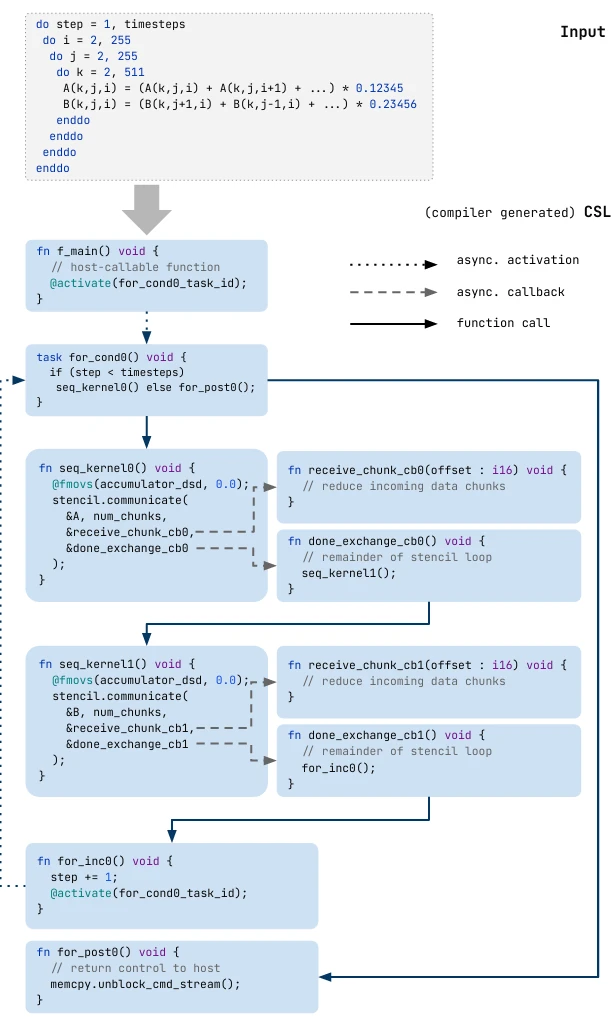 do step = 1, timesteps
do i = 2, 255
do j = 2, 255
do k = 2, 511
A(k,j,i) = (A(k,j,i) + A(k,j,i+1) + ...) * 0.12345
B(k,j,i) = (B(k,j+1,i) + B(k,j-1,i) + ...) * 0.23456
enddo
enddo
enddo
enddo
Input
(compiler generated) CSL
async. activation
async. callback
function call
fn f_main() void {
// host-callable function
@activate(for_cond0_task_id);
}
task for_cond0() void {
if (step < timesteps)
seq_kernel0() else for_post0();
}
fn seq_kernel0() void {
@fmovs(accumulator_dsd, 0.0);
stencil.communicate(
&A, num_chunks,
&receive_chunk_cb0,
&done_exchange_cb0
);
}
fn receive_chunk_cb0(offset : i16) void {
// reduce incoming data chunks
}
fn done_exchange_cb0() void {
// remainder of stencil loop
seq_kernel1();
}
fn seq_kernel1() void {
@fmovs(accumulator_dsd, 0.0);
stencil.communicate(
&B, num_chunks,
&receive_chunk_cb1,
&done_exchange_cb1
);
}
fn receive_chunk_cb1(offset : i16) void {
// reduce incoming data chunks
}
fn done_exchange_cb1() void {
// remainder of stencil loop
for_inc0();
}
fn for_inc0() void {
step += 1;
@activate(for_cond0_task_id);
}
fn for_post0() void {
// return control to host
memcpy.unblock_cmd_stream();
}